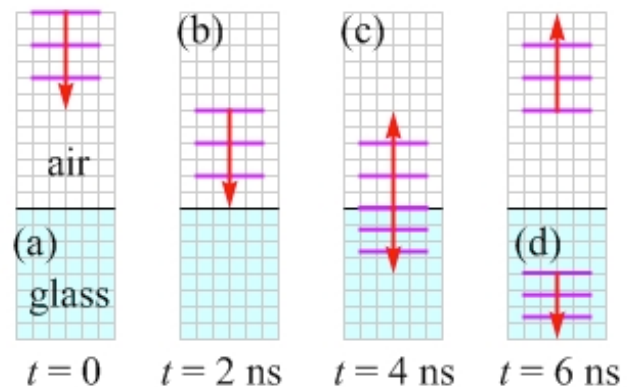 (b)
(c)
air
(a)
(d)
glass
t = 0
t = 2 ns
t = 4 ns
t = 6 ns